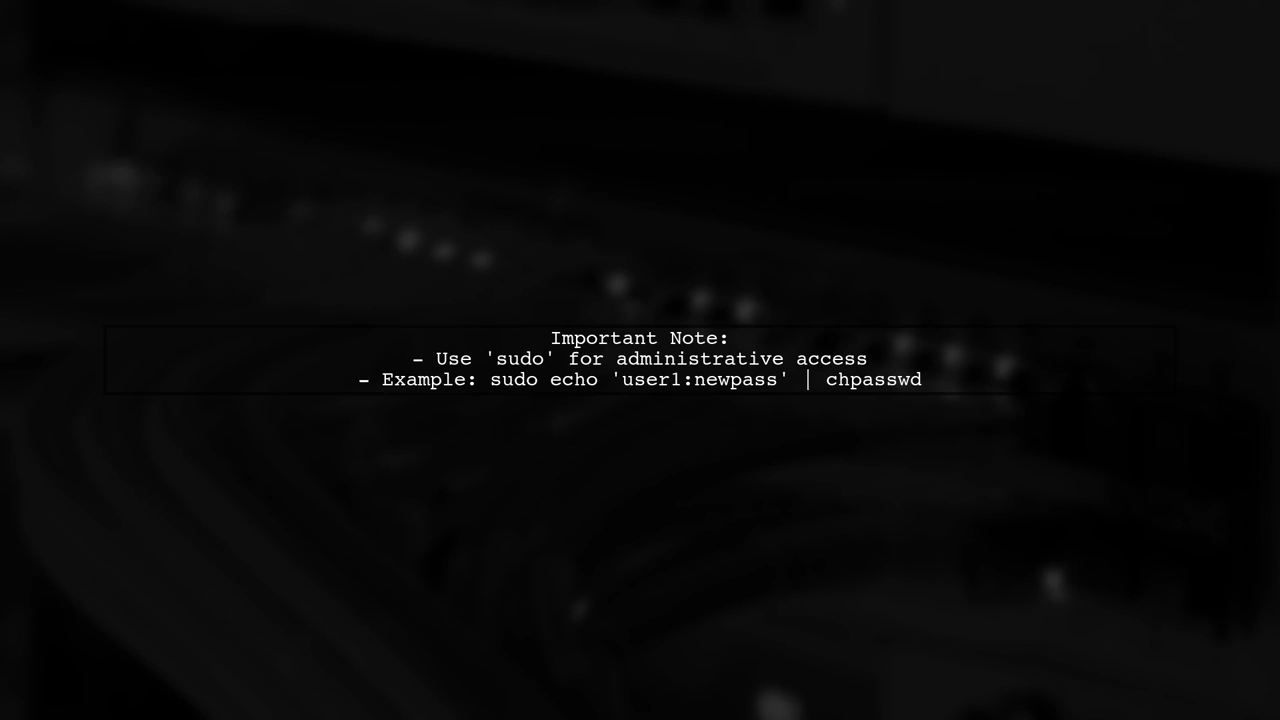 Important Note:
- Use 'sudo' for administrative access
- Example: sudo echo 'user1:newpass' | chpasswd